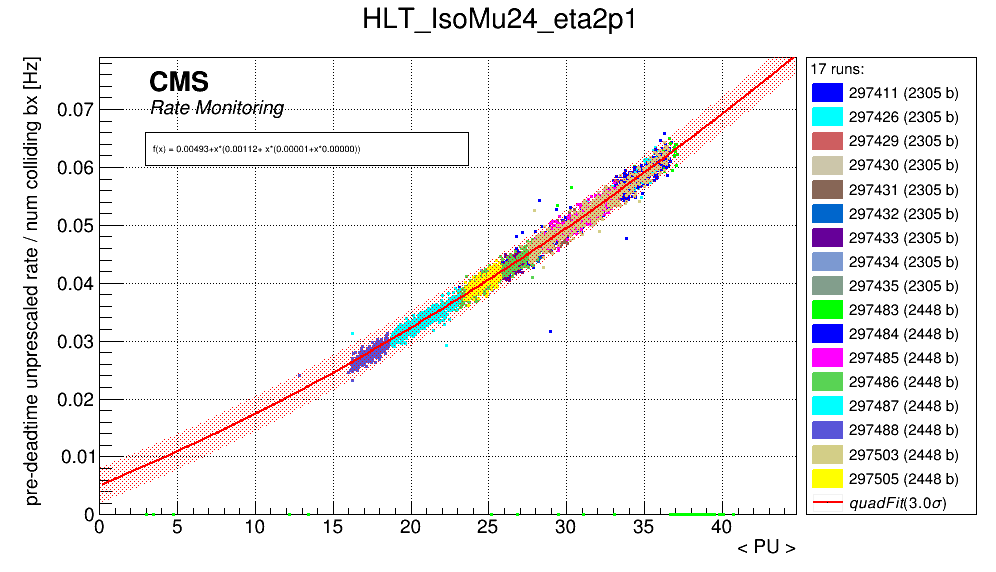 HLT_IsoMu24_eta2p1
pre-deadtime unprescaled rate / num colliding bx [Hz]
CMS
Rate Monitoring
f(x) = 0.00493+x*(0.00112+ x*(0.00001+x*0.00000))
0.07
0.06
0.05
0.04
0.03
0.02
0.01
0
0 5 10 15 20 25 30 35 40
< PU >
17 runs:
297411 (2305 b)
297426 (2305 b)
297429 (2305 b)
297430 (2305 b)
297431 (2305 b)
297432 (2305 b)
297433 (2305 b)
297434 (2305 b)
297435 (2305 b)
297483 (2448 b)
297484 (2448 b)
297485 (2448 b)
297486 (2448 b)
297487 (2448 b)
297488 (2448 b)
297503 (2448 b)
297505 (2448 b)
quadFit(3.0σ)